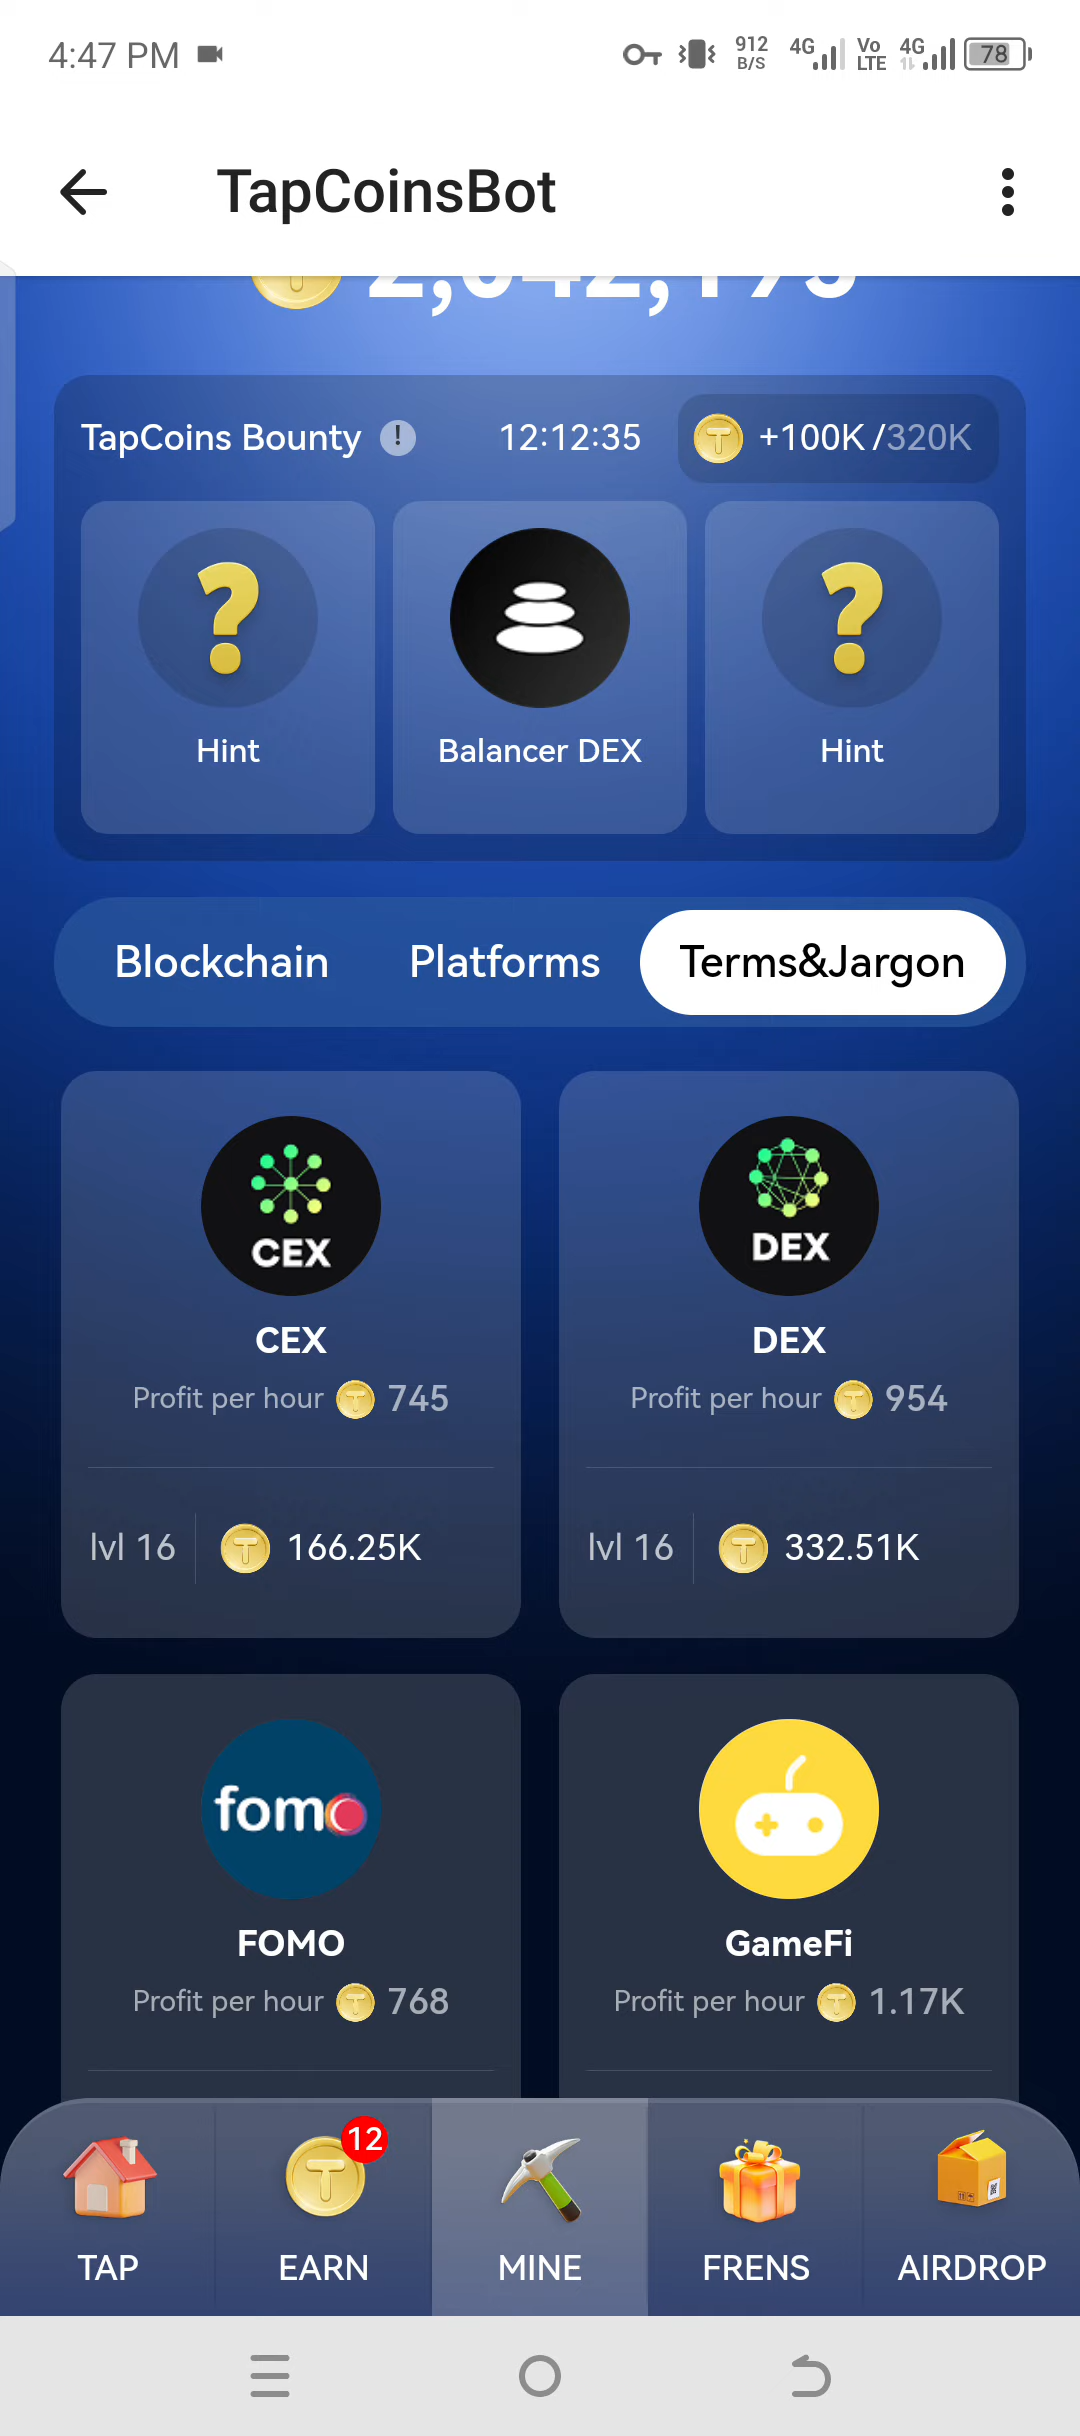 4:47 PM
912
B/S
4G
Vo
LTE
4G
78
TapCoinsBot
TapCoins Bounty
!
12:12:35
+100K /320K
Hint
Balancer DEX
Hint
Blockchain
Platforms
Terms&Jargon
CEX
DEX
CEX
DEX
Profit per hour 745
Profit per hour 954
lvl 16
166.25K
lvl 16
332.51K
fomo
FOMO
GameFi
Profit per hour 768
Profit per hour 1.17K
12
TAP
EARN
MINE
FRENS
AIRDROP